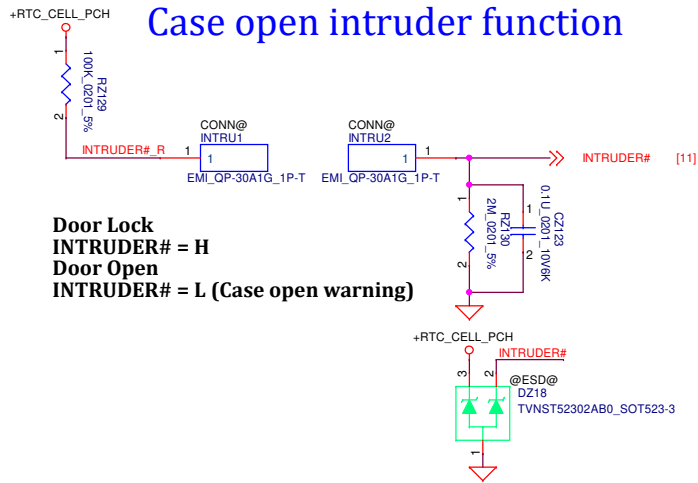 Case open intruder function
+RTC_CELL_PCH
1
RZ129
100K_0201_5%
2
INTRUDER#_R
1
CONN@
INTRU1
1
EMI_QP-30A1G_1P-T
CONN@
INTRU2
1
1
EMI_QP-30A1G_1P-T
INTRUDER#
[11]
1
RZ130
2M_0201_5%
2
1
CZ123
0.1U_0201_10V6K
2
Door Lock
INTRUDER# = H
Door Open
INTRUDER# = L (Case open warning)
+RTC_CELL_PCH
INTRUDER#
3
2
@ESD@
DZ18
TVNST52302AB0_SOT523-3
1